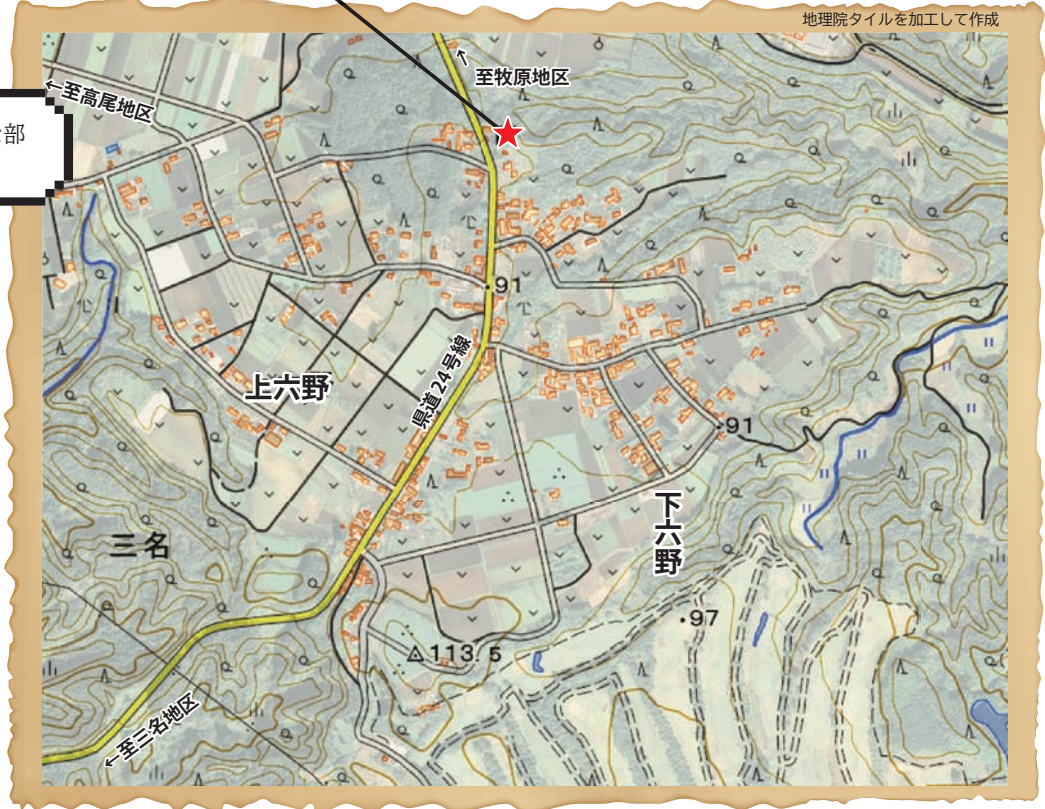 地理院タイルを加工して作成
↖至牧原地区
←至高尾地区
部
91
県道24号線
上六野
91
下六野
三名
97
113.5
←至三名地区